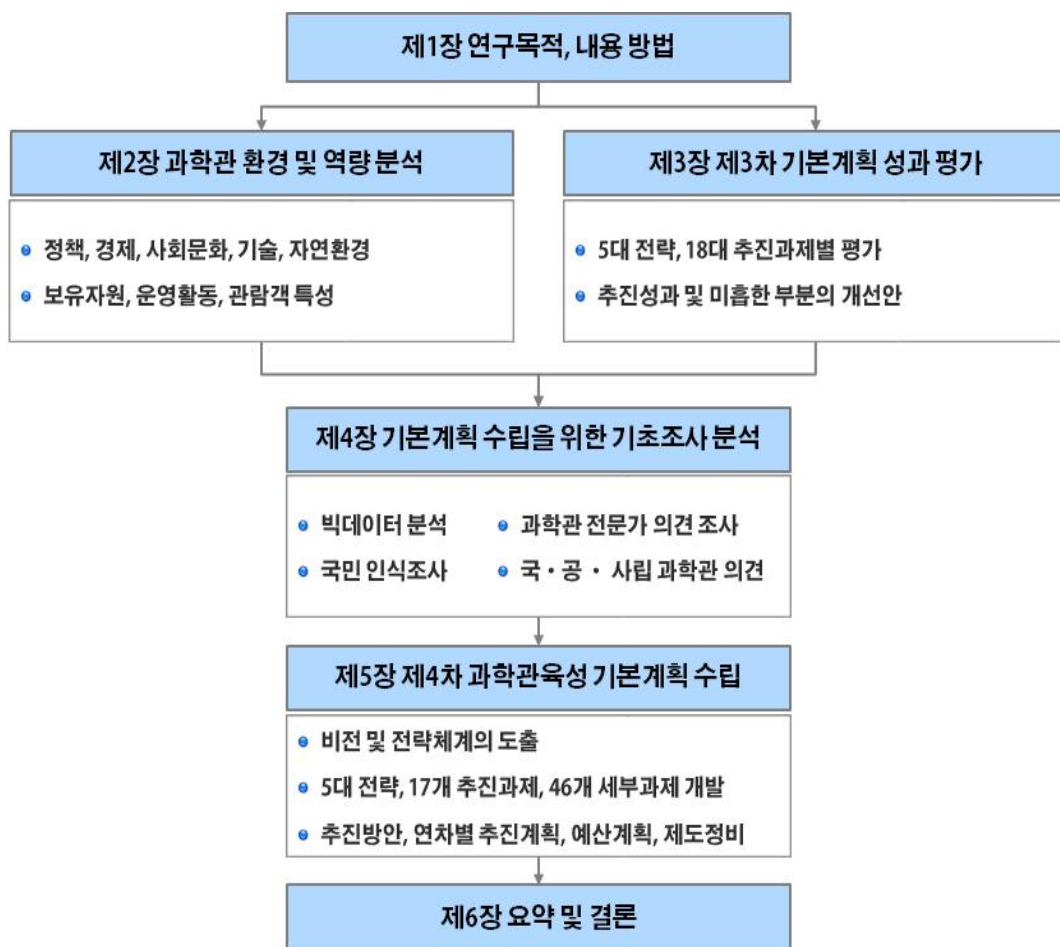 제1장 연구목적, 내용 방법
제2장 과학관 환경 및 역량 분석
• 정책, 경제, 사회문화, 기술, 자연환경
• 보유자원, 운영활동, 관람객 특성
제3장 제3차 기본계획 성과 평가
• 5대 전략, 18대 추진과제별 평가
• 추진성과 및 미흡한 부분의 개선안
제4장 기본계획 수립을 위한 기초조사 분석
• 빅데이터 분석 • 과학관 전문가 의견 조사
• 국민 인식조사 • 국・공・사립 과학관 의견
제5장 제4차 과학관육성 기본계획 수립
• 비전 및 전략체계의 도출
• 5대 전략, 17개 추진과제, 46개 세부과제 개발
• 추진방안, 연차별 추진계획, 예산계획, 제도정비
제6장 요약 및 결론